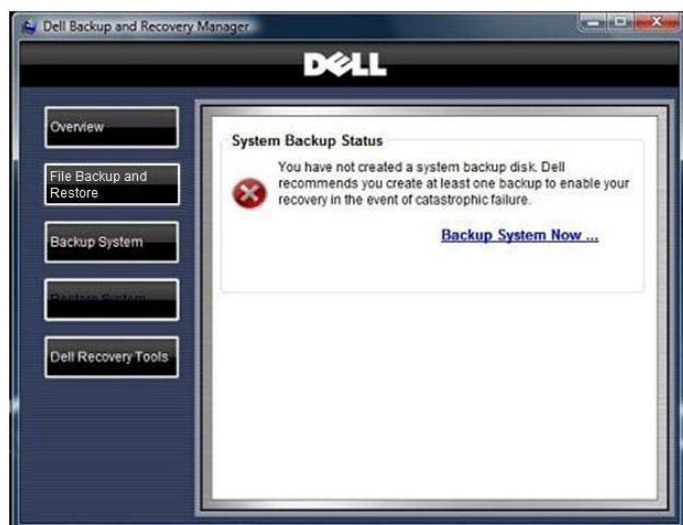 Dell Backup and Recovery Manager
DELL
Overview
File Backup and
Restore
Backup System
Restore System
Dell Recovery Tools
System Backup Status
You have not created a system backup disk. Dell
recommends you create at least one backup to enable your
recovery in the event of catastrophic failure.
Backup System Now ...